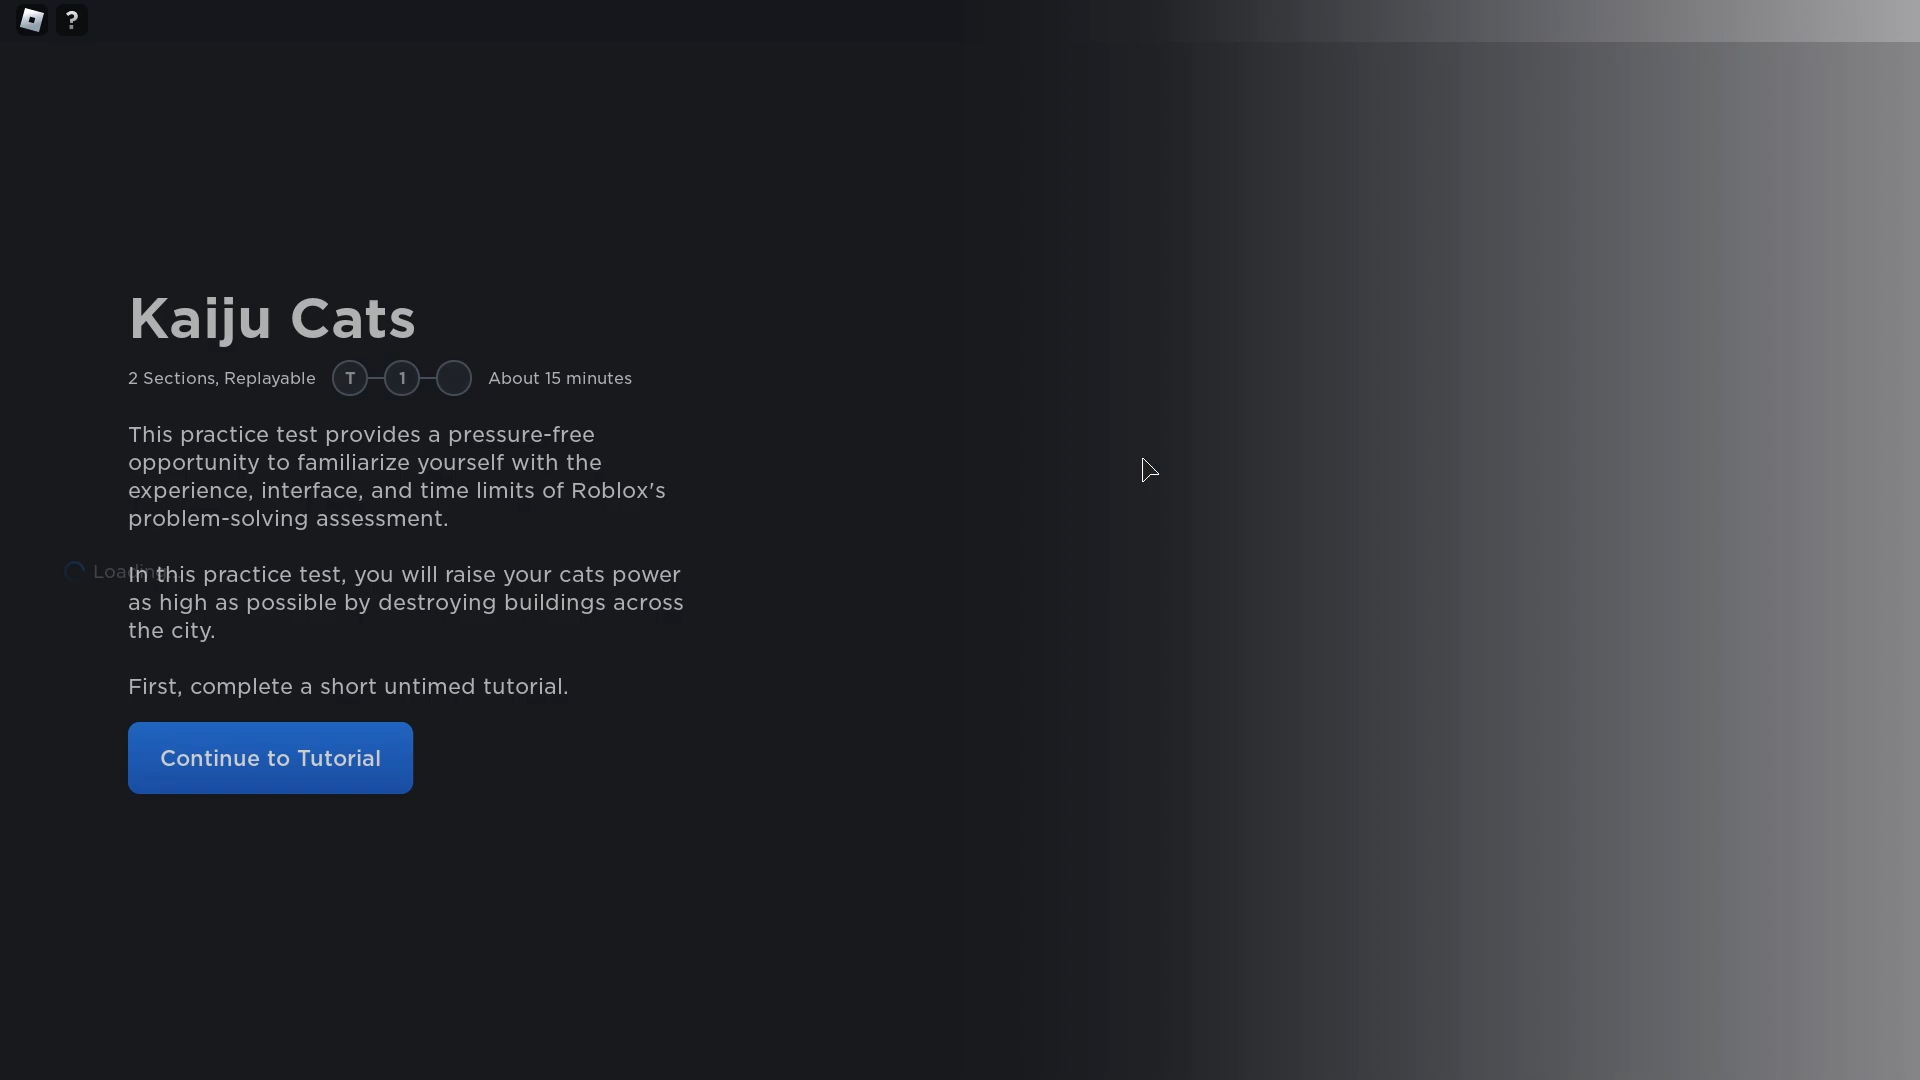 ?
Kaiju Cats
2 Sections, Replayable T 1 About 15 minutes
This practice test provides a pressure-free
opportunity to familiarize yourself with the
experience, interface, and time limits of Roblox's
problem-solving assessment.
Loading...
In this practice test, you will raise your cats power
as high as possible by destroying buildings across
the city.
First, complete a short untimed tutorial.
Continue to Tutorial